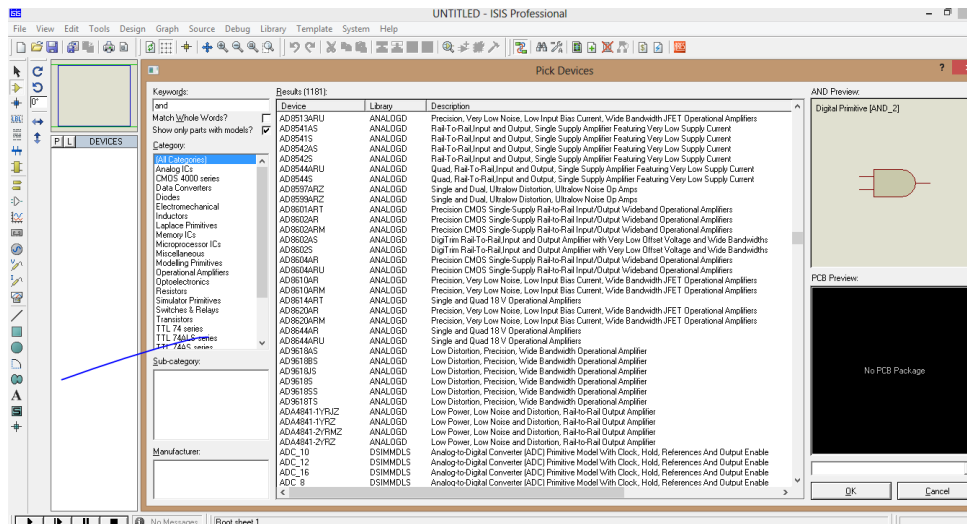 ISIS
UNTITLED - ISIS Professional
File View Edit Tools Design Graph Source Debug Library Template System Help
Pick Devices
?
0°
P L DEVICES
Keywords:
and
Match Whole Words?
Show only parts with models?
Category:
(All Categories)
Analog ICs
CMOS 4000 series
Data Converters
Diodes
Electromechanical
Inductors
Laplace Primitives
Memory ICs
Microprocessor ICs
Miscellaneous
Modelling Primitives
Operational Amplifiers
Optoelectronics
Resistors
Simulator Primitives
Switches & Relays
Transistors
TTL 74 series
TTL 74ALS series
TTL 74AS series
Sub-category:
Manufacturer:
Results (1181):
Device Library Description
AD8513ARU ANALOGD Precision, Very Low Noise, Low Input Bias Current, Wide Bandwidth JFET Operational Amplifiers
AD8541AS ANALOGD Rail-To-Rail,Input and Output, Single Supply Amplifier Featuring Very Low Supply Current
AD8541S ANALOGD Rail-To-Rail,Input and Output, Single Supply Amplifier Featuring Very Low Supply Current
AD8542AS ANALOGD Rail-To-Rail,Input and Output, Single Supply Amplifier Featuring Very Low Supply Current
AD8542S ANALOGD Rail-To-Rail,Input and Output, Single Supply Amplifier Featuring Very Low Supply Current
AD8544ARU ANALOGD Quad, Rail-To-Rail,Input and Output, Single Supply Amplifier Featuring Very Low Supply Current
AD8544S ANALOGD Quad, Rail-To-Rail,Input and Output, Single Supply Amplifier Featuring Very Low Supply Current
AD8597ARZ ANALOGD Single and Dual, Ultralow Distortion, Ultralow Noise Op Amps
AD8599ARZ ANALOGD Single and Dual, Ultralow Distortion, Ultralow Noise Op Amps
AD8601ART ANALOGD Precision CMOS Single-Supply Rail-to-Rail Input/Output Wideband Operational Amplifiers
AD8602AR ANALOGD Precision CMOS Single-Supply Rail-to-Rail Input/Output Wideband Operational Amplifiers
AD8602ARM ANALOGD Precision CMOS Single-Supply Rail-to-Rail Input/Output Wideband Operational Amplifiers
AD8602AS ANALOGD DigiTrim Rail-To-Rail,Input and Output Amplifier with Very Low Offset Voltage and Wide Bandwidths
AD8602S ANALOGD DigiTrim Rail-To-Rail,Input and Output Amplifier with Very Low Offset Voltage and Wide Bandwidths
AD8604AR ANALOGD Precision CMOS Single-Supply Rail-to-Rail Input/Output Wideband Operational Amplifiers
AD8604ARU ANALOGD Precision CMOS Single-Supply Rail-to-Rail Input/Output Wideband Operational Amplifiers
AD8610AR ANALOGD Precision, Very Low Noise, Low Input Bias Current, Wide Bandwidth JFET Operational Amplifiers
AD8610ARM ANALOGD Precision, Very Low Noise, Low Input Bias Current, Wide Bandwidth JFET Operational Amplifiers
AD8614ART ANALOGD Single and Quad 18 V Operational Amplifiers
AD8620AR ANALOGD Precision, Very Low Noise, Low Input Bias Current, Wide Bandwidth JFET Operational Amplifiers
AD8620ARM ANALOGD Precision, Very Low Noise, Low Input Bias Current, Wide Bandwidth JFET Operational Amplifiers
AD8644AR ANALOGD Single and Quad 18 V Operational Amplifiers
AD8644ARU ANALOGD Single and Quad 18 V Operational Amplifiers
AD9618AS ANALOGD Low Distortion, Precision, Wide Bandwidth Operational Amplifier
AD9618BS ANALOGD Low Distortion, Precision, Wide Bandwidth Operational Amplifier
AD9618JS ANALOGD Low Distortion, Precision, Wide Bandwidth Operational Amplifier
AD9618S ANALOGD Low Distortion, Precision, Wide Bandwidth Operational Amplifier
AD9618SS ANALOGD Low Distortion, Precision, Wide Bandwidth Operational Amplifier
AD9618TS ANALOGD Low Distortion, Precision, Wide Bandwidth Operational Amplifier
ADA4841-1YRJZ ANALOGD Low Power, Low Noise and Distortion, Rail-to-Rail Output Amplifier
ADA4841-1YRZ ANALOGD Low Power, Low Noise and Distortion, Rail-to-Rail Output Amplifier
ADA4841-2YRMZ ANALOGD Low Power, Low Noise and Distortion, Rail-to-Rail Output Amplifier
ADA4841-2YRZ ANALOGD Low Power, Low Noise and Distortion, Rail-to-Rail Output Amplifier
ADC_10 DSIMMDLS Analog-to-Digital Converter (ADC) Primitive Model With Clock, Hold, References And Output Enable
ADC_12 DSIMMDLS Analog-to-Digital Converter (ADC) Primitive Model With Clock, Hold, References And Output Enable
ADC_16 DSIMMDLS Analog-to-Digital Converter (ADC) Primitive Model With Clock, Hold, References And Output Enable
ADC_8 DSIMMDLS Analog-to-Digital Converter (ADC) Primitive Model With Clock, Hold, References And Output Enable
AND Preview:
Digital Primitive [AND_2]
PCB Preview:
No PCB Package
OK Cancel
A
S
No Messages Root sheet 1